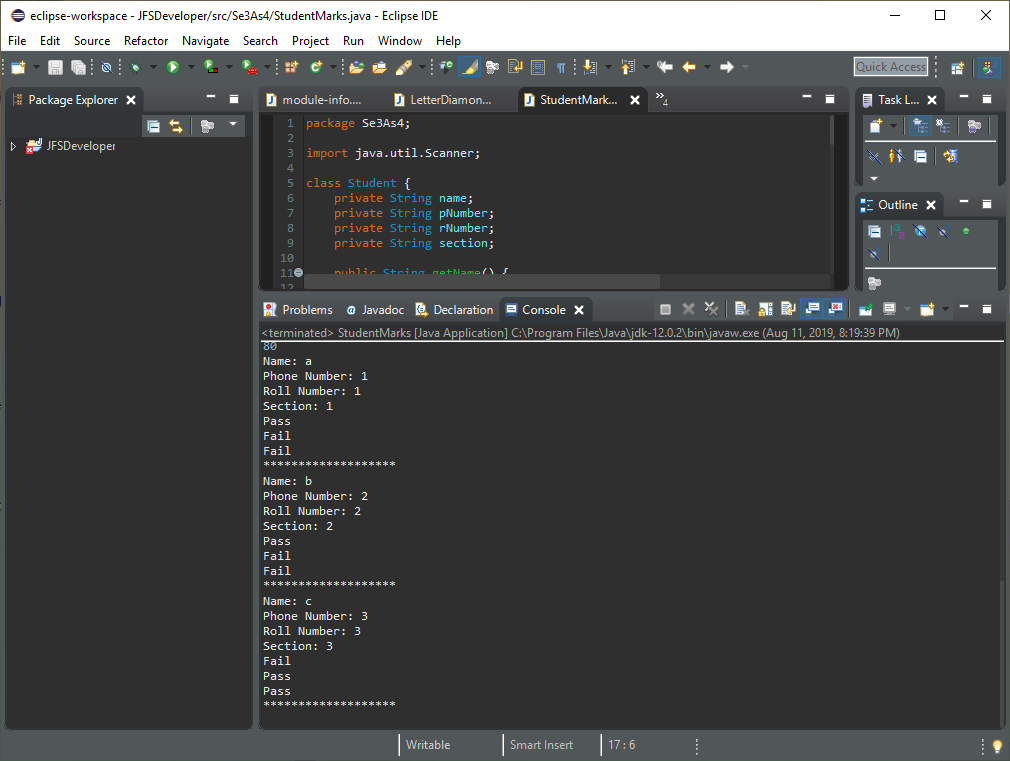 eclipse-workspace - JFSDeveloper/src/Se3As4/StudentMarks.java - Eclipse IDE
File Edit Source Refactor Navigate Search Project Run Window Help
Quick Access
Package Explorer
JFSDeveloper
module-info....
LetterDiamon...
StudentMark...
4
1 package Se3As4;
2
3 import java.util.Scanner;
4
5 class Student {
6 private String name;
7 private String pNumber;
8 private String rNumber;
9 private String section;
10
11 public String getName() {
12
Task L...
Outline
Problems Javadoc Declaration Console
<terminated> StudentMarks [Java Application] C:\Program Files\Java\jdk-12.0.2\bin\javaw.exe (Aug 11, 2019, 8:19:39 PM)
80
Name: a
Phone Number: 1
Roll Number: 1
Section: 1
Pass
Fail
Fail
*******************
Name: b
Phone Number: 2
Roll Number: 2
Section: 2
Pass
Fail
Fail
*******************
Name: c
Phone Number: 3
Roll Number: 3
Section: 3
Fail
Pass
Pass
*******************
Writable Smart Insert 17 : 6